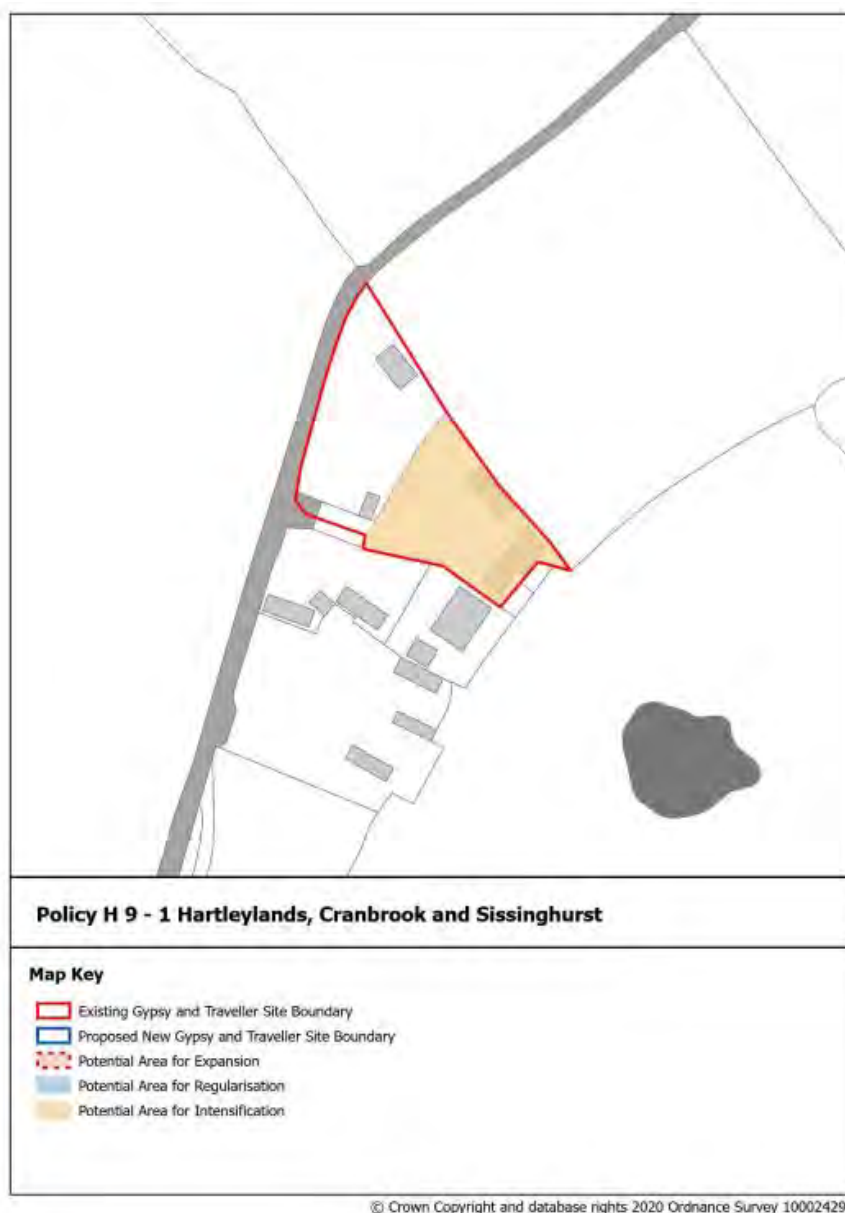 Policy H 9 - 1 Hartleylands, Cranbrook and Sissinghurst
Map Key
Existing Gypsy and Traveller Site Boundary
Proposed New Gypsy and Traveller Site Boundary
Potential Area for Expansion
Potential Area for Regularisation
Potential Area for Intensification
© Crown Copyright and database rights 2020 Ordnance Survey 10002429